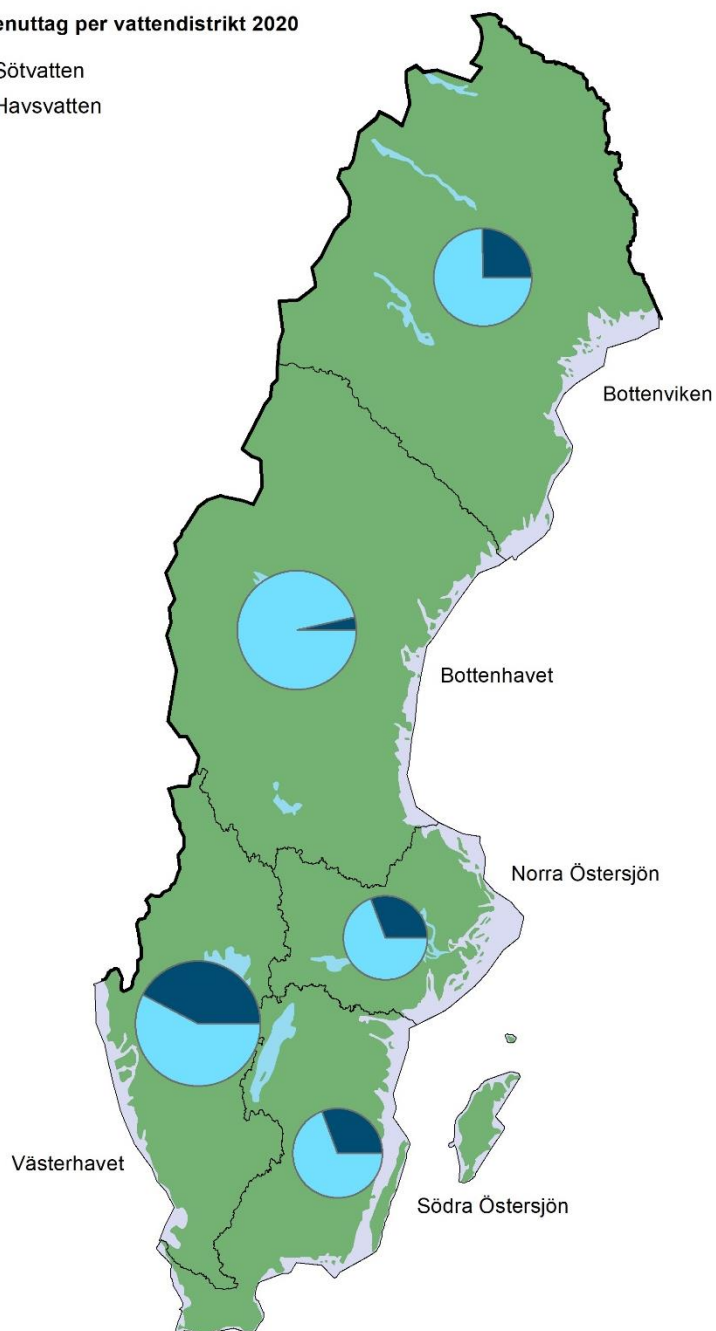 enuttag per vattendistrikt 2020
Sötvatten
Havsvatten
Bottenviken
Bottenhavet
Norra Östersjön
Västerhavet
Södra Östersjön